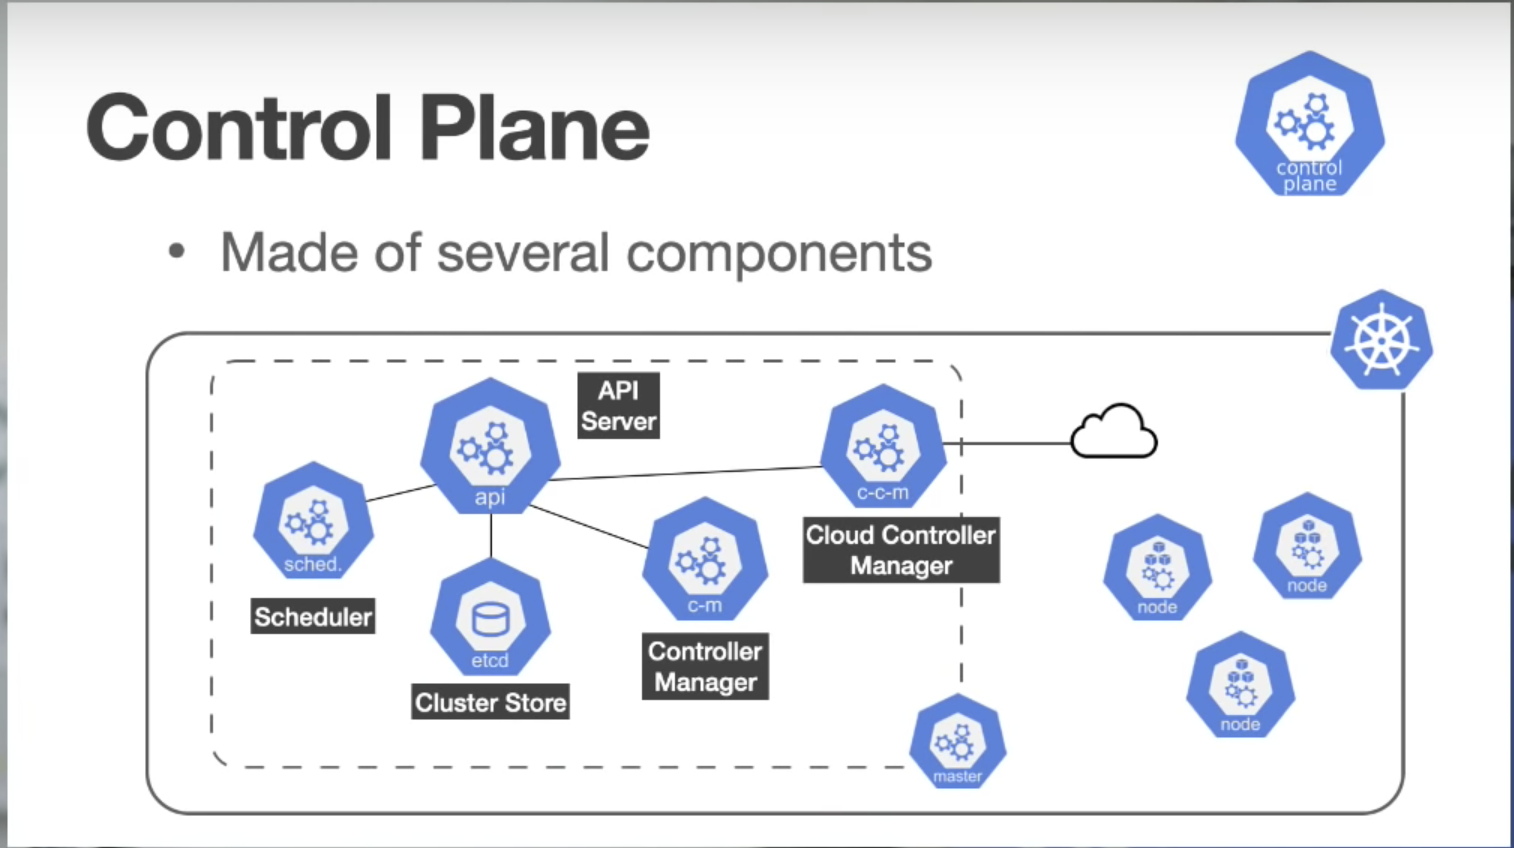 Control Plane
control
plane
• Made of several components
API
Server
api
c-c-m
Cloud Controller
Manager
sched.
Scheduler
etcd
Cluster Store
c-m
Controller
Manager
master
node
node
node